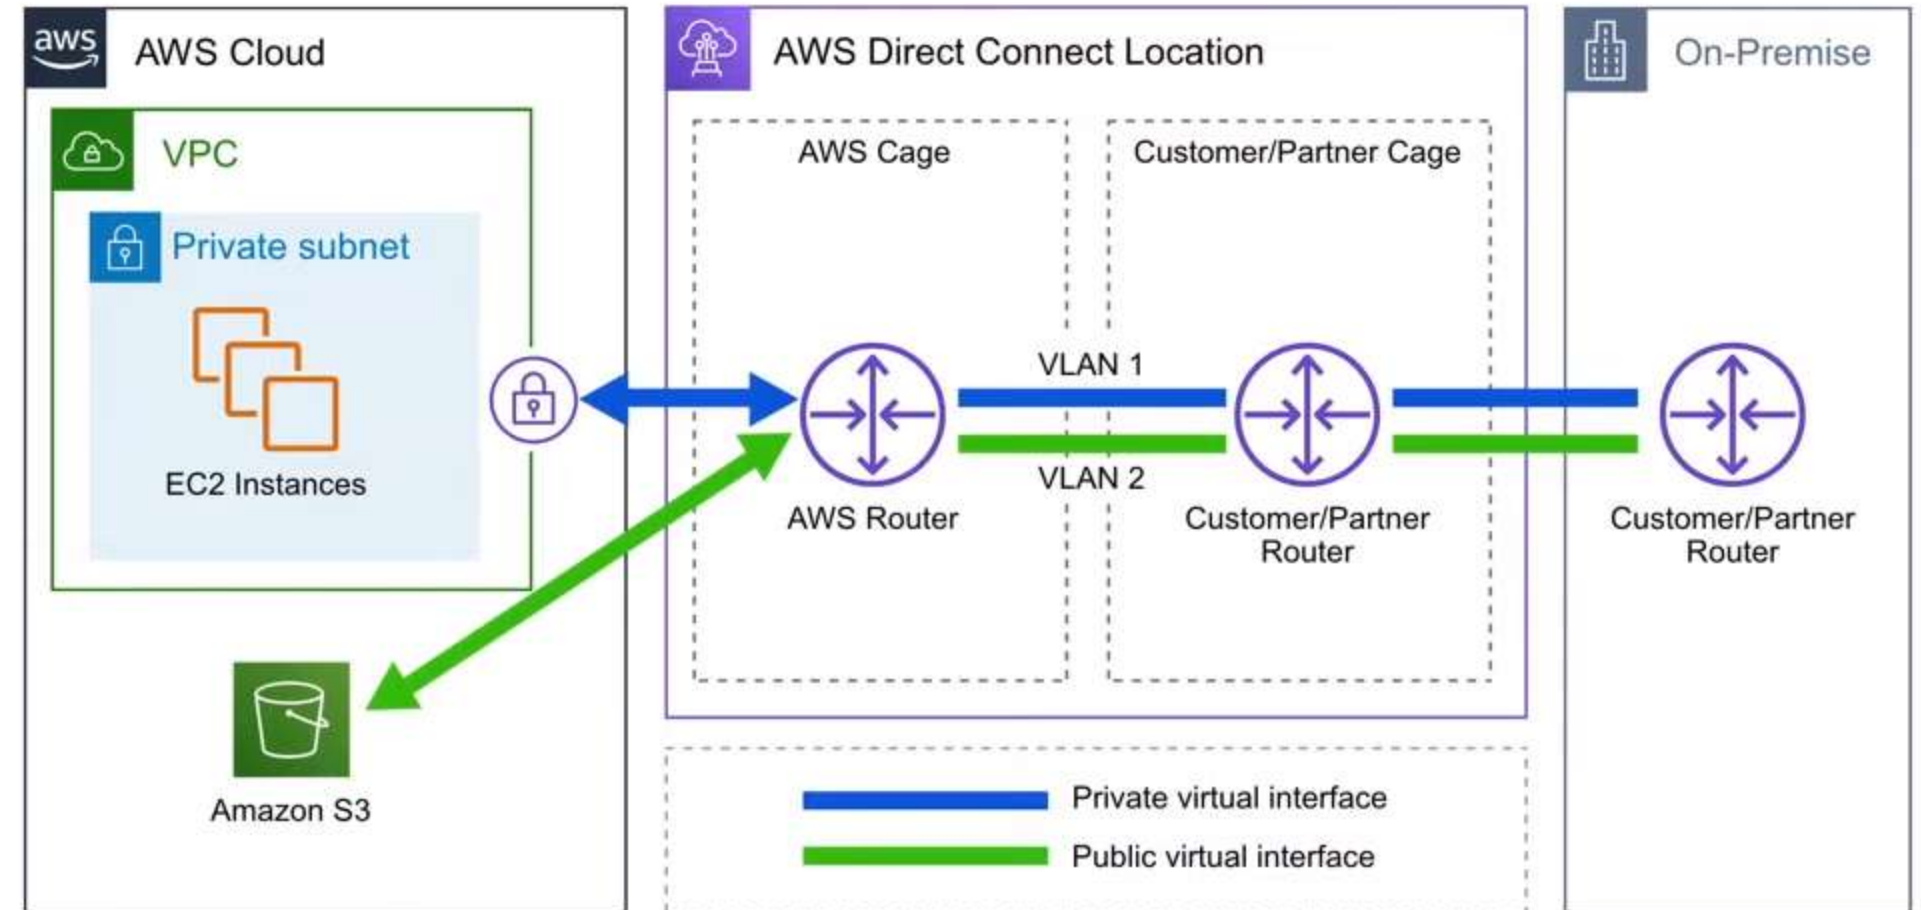 aws
AWS Cloud
VPC
Private subnet
EC2 Instances
Amazon S3
AWS Direct Connect Location
AWS Cage
Customer/Partner Cage
VLAN 1
VLAN 2
AWS Router
Customer/Partner
Router
On-Premise
Customer/Partner
Router
Private virtual interface
Public virtual interface